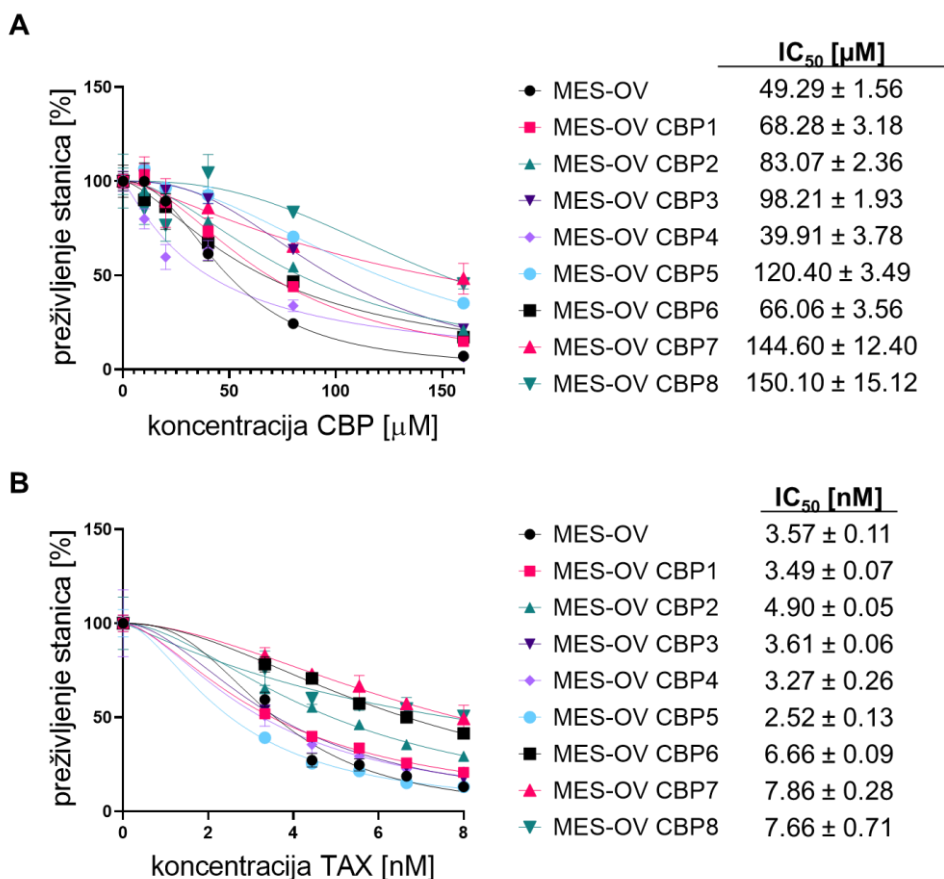 A
IC50 [µM]
MES-OV 49.29 ± 1.56
MES-OV CBP1 68.28 ± 3.18
MES-OV CBP2 83.07 ± 2.36
MES-OV CBP3 98.21 ± 1.93
MES-OV CBP4 39.91 ± 3.78
MES-OV CBP5 120.40 ± 3.49
MES-OV CBP6 66.06 ± 3.56
MES-OV CBP7 144.60 ± 12.40
MES-OV CBP8 150.10 ± 15.12
preživljenje stanica [%]
150
100
50
0
0 50 100 150
koncentracija CBP [µM]
B
IC50 [nM]
MES-OV 3.57 ± 0.11
MES-OV CBP1 3.49 ± 0.07
MES-OV CBP2 4.90 ± 0.05
MES-OV CBP3 3.61 ± 0.06
MES-OV CBP4 3.27 ± 0.26
MES-OV CBP5 2.52 ± 0.13
MES-OV CBP6 6.66 ± 0.09
MES-OV CBP7 7.86 ± 0.28
MES-OV CBP8 7.66 ± 0.71
preživljenje stanica [%]
150
100
50
0
0 2 4 6 8
koncentracija TAX [nM]